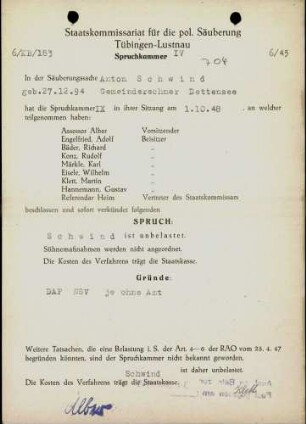 Staatskommissariat für die pol. Säuberung
Tübingen-Lustnau
6/KB/183 Spruchkammer IV 6/45
704
In der Säuberungssache Anton Schwind
geb.27.12.94 Gemeinderechner Dettensee
hat die Spruchkammer IX in ihrer Sitzung am 1.10.48 , an welcher
teilgenommen haben:
Assessor Alber Vorsitzender
Engelfried, Adolf Beisitzer
Bäder, Richard "
Konz, Rudolf "
Märkle, Karl "
Eisele, Wilhelm "
Klett, Martin "
Hannemann, Gustav "
Referendar Heim Vertreter des Staatskommissars
beschlossen und sofort verkündet folgenden
SPRUCH:
Schwind ist unbelastet.
Sühnemaßnahmen werden nicht angeordnet.
Die Kosten des Verfahrens trägt die Staatskasse.
Gründe:
DAF NSV je ohne Amt
Weitere Tatsachen, die eine Belastung i. S. der Art. 4—6 der RAO vom 25. 4. 47
begründen könnten, sind der Spruchkammer nicht bekannt geworden.
Schwind ist daher unbelastet.
Die Kosten des Verfahrens trägt die Staatskasse.
Alber